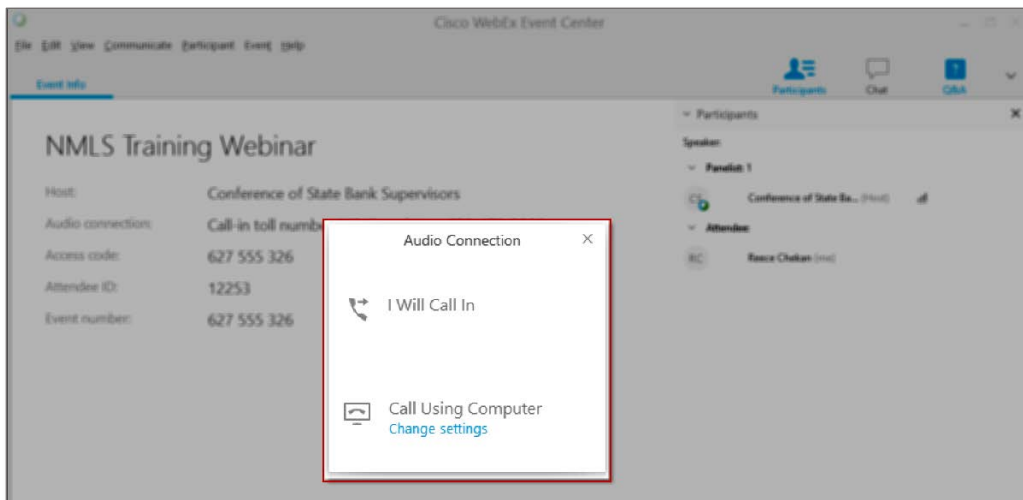 Cisco WebEx Event Center
File Edit View Communicate Participant Event Help
Event Info
Participants
Chat
?
Q&A
Participants
Speaker:
Panelist: 1
CS
Conference of State Ba... (Host)
Attendee:
RC
Reece Chekan (me)
NMLS Training Webinar
Host: Conference of State Bank Supervisors
Audio connection: Call-in toll numbe
Access code: 627 555 326
Attendee ID: 12253
Event number: 627 555 326
Audio Connection
I Will Call In
Call Using Computer
Change settings